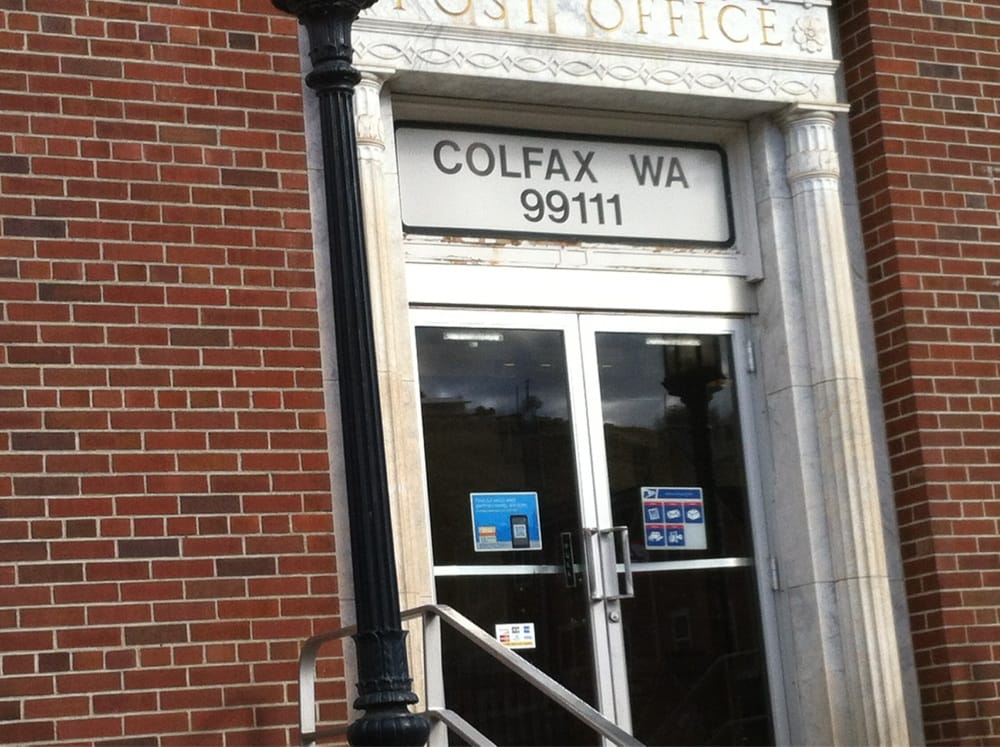 POST OFFICE
COLFAX WA
99111